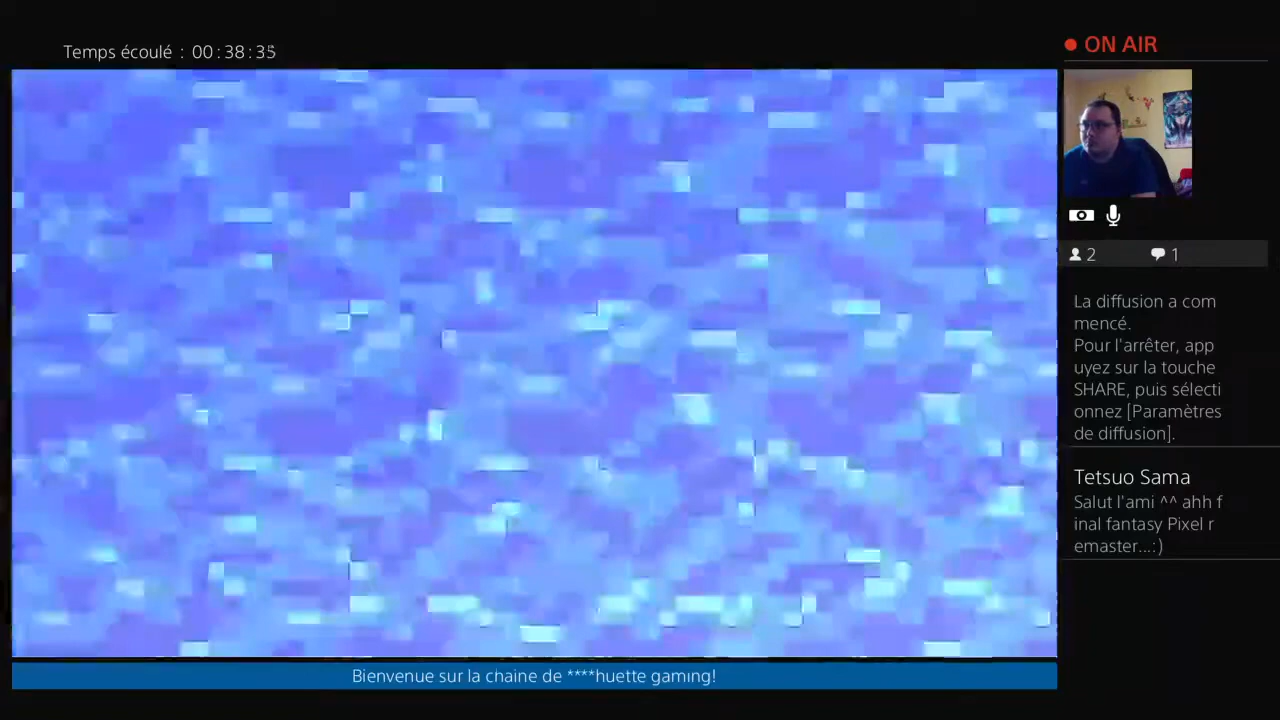 Temps écoulé : 00:38:35
ON AIR
2
1
La diffusion a com
mencé.
Pour l'arrêter, app
uyez sur la touche
SHARE, puis sélecti
onnez [Paramètres
de diffusion].
Tetsuo Sama
Salut l'ami ^^ ahh f
inal fantasy Pixel r
emaster...:)
Bienvenue sur la chaine de ****huette gaming!